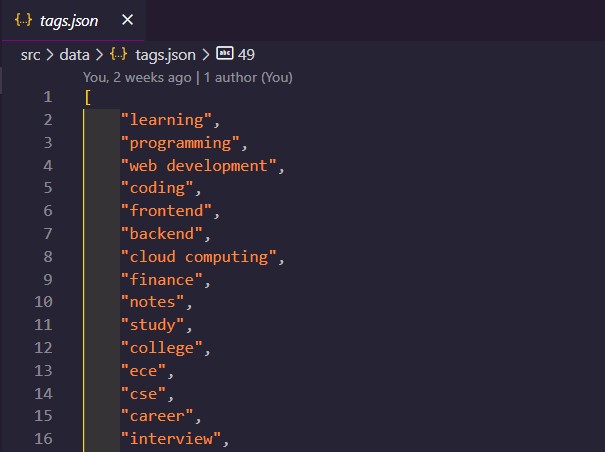 {..} tags.json ×
src > data > {..} tags.json > abc 49
You, 2 weeks ago | 1 author (You)
1 [
2 "learning",
3 "programming",
4 "web development",
5 "coding",
6 "frontend",
7 "backend",
8 "cloud computing",
9 "finance",
10 "notes",
11 "study",
12 "college",
13 "ece",
14 "cse",
15 "career",
16 "interview",